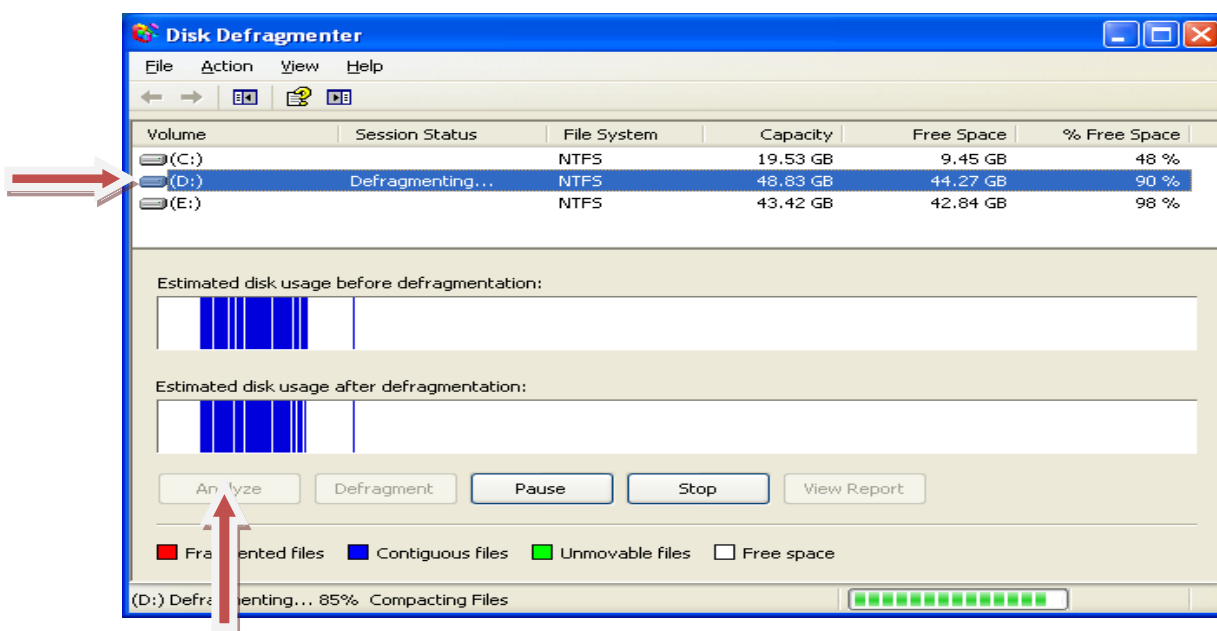 Disk Defragmenter
File Action View Help
Volume Session Status File System Capacity Free Space % Free Space
(C:) NTFS 19.53 GB 9.45 GB 48 %
(D:) Defragmenting... NTFS 48.83 GB 44.27 GB 90 %
(E:) NTFS 43.42 GB 42.84 GB 98 %
Estimated disk usage before defragmentation:
Estimated disk usage after defragmentation:
Analyze Defragment Pause Stop View Report
Fragmented files Contiguous files Unmovable files Free space
(D:) Defragmenting... 85% Compacting Files